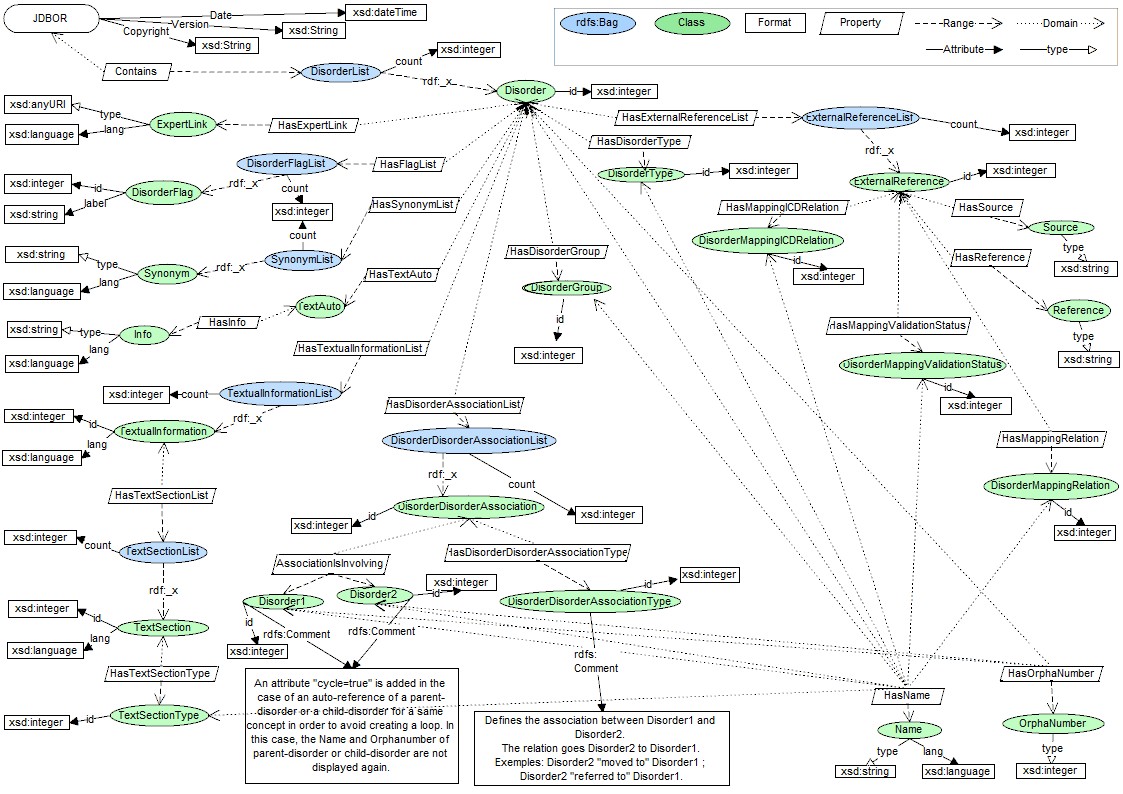 JDBOR
Date
xsd:dateTime
Version
xsd:String
Copyright
xsd:String
rdfs:Bag
Class
Format
Property
Range
Domain
Attribute
type
Contains
DisorderList
count
xsd:integer
rdf:_x
Disorder
id
xsd:integer
xsd:anyURI
type
xsd:language
lang
ExpertLink
HasExpertLink
HasExternalReferenceList
ExternalReferenceList
count
xsd:integer
rdf:_x
HasDisorderType
DisorderType
id
xsd:integer
ExternalReference
id
xsd:integer
DisorderFlagList
HasFlagList
rdf:_x
count
xsd:integer
xsd:integer
id
DisorderFlag
label
xsd:string
HasSynonymList
count
SynonymList
rdf:_x
xsd:string
type
Synonym
lang
xsd:language
HasMappingICDRelation
DisorderMappingICDRelation
id
xsd:integer
HasSource
Source
type
xsd:string
HasReference
Reference
type
xsd:string
HasDisorderGroup
DisorderGroup
id
xsd:integer
HasTextAuto
TextAuto
HasInfo
xsd:string
type
Info
lang
xsd:language
HasMappingValidationStatus
DisorderMappingValidationStatus
id
xsd:integer
HasTextualInformationList
TextualInformationList
count
xsd:integer
rdf:_x
xsd:integer
id
TextualInformation
lang
xsd:language
HasDisorderAssociationList
DisorderDisorderAssociationList
rdf:_x
count
xsd:integer
DisorderDisorderAssociation
id
xsd:integer
HasMappingRelation
DisorderMappingRelation
id
xsd:integer
HasTextSectionList
xsd:integer
count
TextSectionList
rdf:_x
AssociationIsInvolving
HasDisorderDisorderAssociationType
Disorder1
Disorder2
id
xsd:integer
id
xsd:integer
rdfs:Comment
rdfs:Comment
DisorderDisorderAssociationType
id
xsd:integer
rdfs:
Comment
xsd:integer
id
TextSection
lang
xsd:language
HasTextSectionType
TextSectionType
id
xsd:integer
An attribute "cycle=true" is added in the
case of an auto-reference of a parent-
disorder or a child-disorder for a same
concept in order to avoid creating a loop. In
this case, the Name and Orphanumber of
parent-disorder or child-disorder are not
displayed again.
Defines the association between Disorder1 and
Disorder2.
The relation goes Disorder2 to Disorder1.
Exemples: Disorder2 "moved to" Disorder1 ;
Disorder2 "referred to" Disorder1.
HasName
Name
type
lang
xsd:string
xsd:language
HasOrphaNumber
OrphaNumber
type
xsd:integer